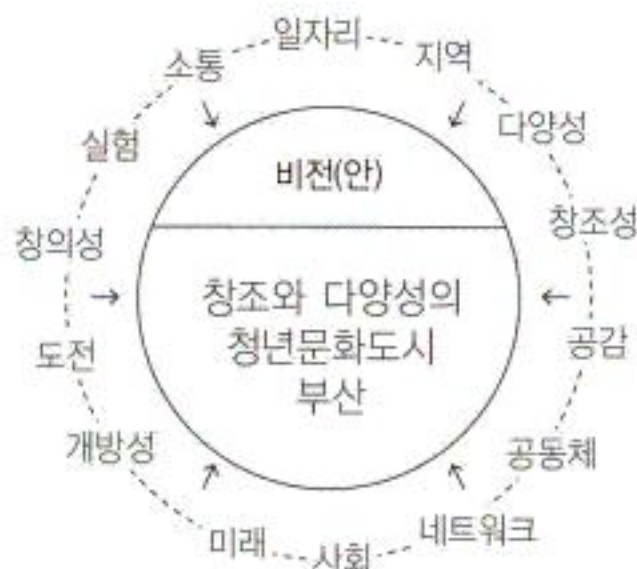 일자리
지역
다양성
창조성
공감
공동체
네트워크
사회
미래
개방성
도전
창의성
실험
소통
비전(안)
창조와 다양성의
청년문화도시
부산